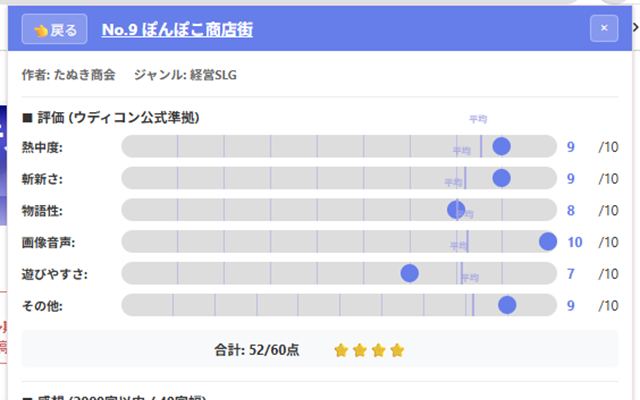 👈戻る No.9 ぽんぽこ商店街 ×
作者: たぬき商会 ジャンル: 経営SLG
■ 評価 (ウディコン公式準拠)
平均
熱中度: 9 /10
平均
斬新さ: 9 /10
平均
物語性: 8 /10
平均
画像音声: 10 /10
平均
遊びやすさ: 7 /10
平均
その他: 9 /10
合計: 52/60点